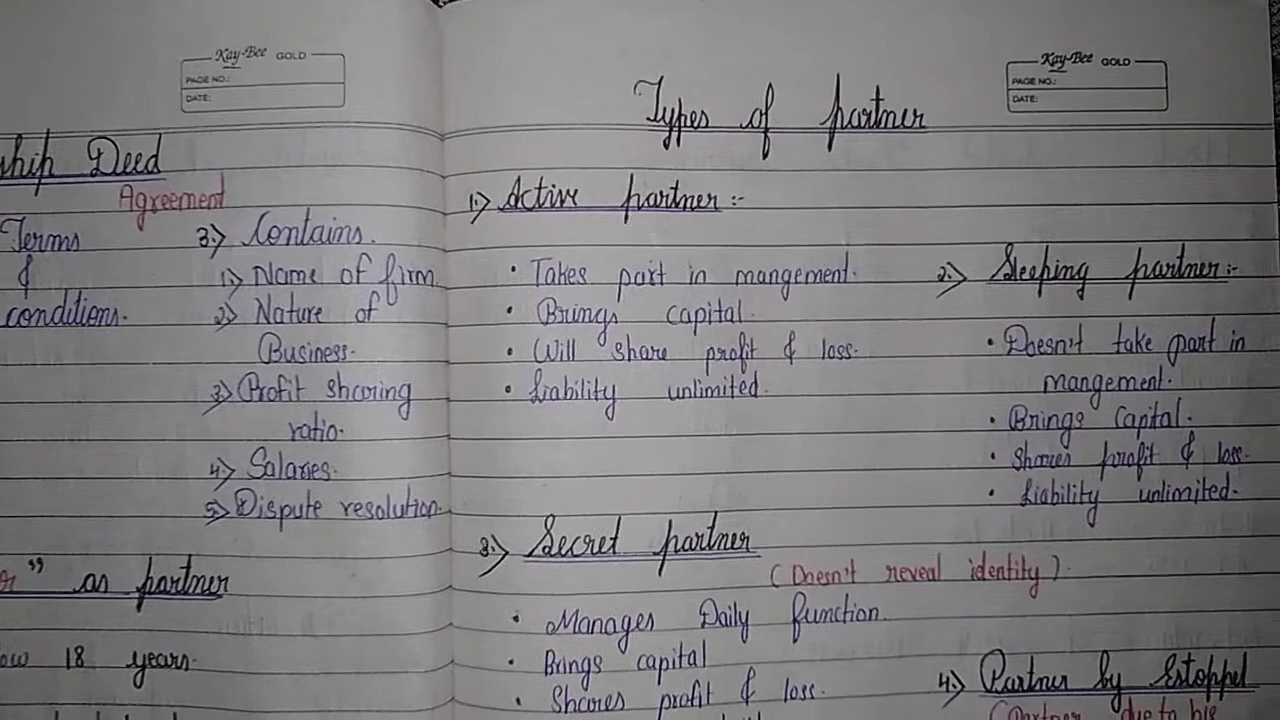 Kay-Bee GOLD
PAGE NO.:
DATE:
ship Deed
Agreement
Terms
&
conditions.
3.> Contains.
1.> Name of firm
2.> Nature of
Business.
3.> Profit sharing
ratio.
4.> Salaries.
5.> Dispute resolution.
" as partner
18 years.
Kay-Bee GOLD
PAGE NO.:
DATE:
Types of partner
1.> Active partner :-
• Takes part in mangement.
• Brings capital.
• Will share profit & loss.
• Liability unlimited.
2.> Sleeping partner :-
• Doesn't take part in
mangement.
• Brings Capital.
• Shares profit & loss.
• Liability unlimited.
3.> Secret partner
(Doesn't reveal identity).
• Manages Daily function.
• Brings capital
• Shares profit & loss.
4.> Partner by Estoppel
(Partner due to his